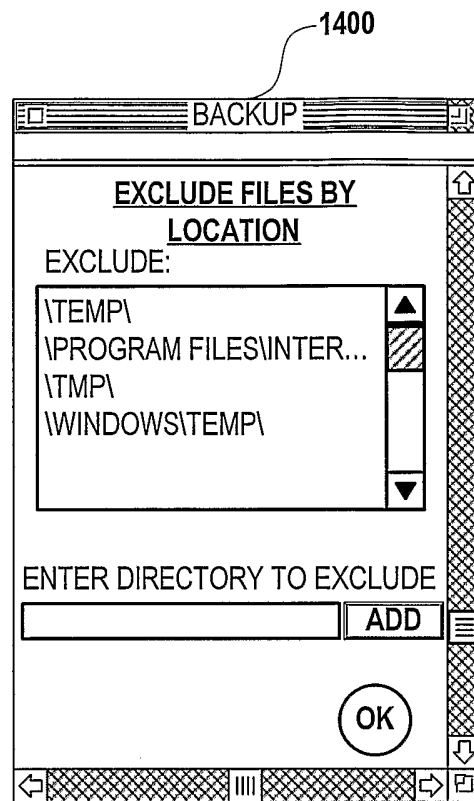 1400
BACKUP
EXCLUDE FILES BY
LOCATION
EXCLUDE:
\TEMP\
\PROGRAM FILES\INTER...
\TMP\
\WINDOWS\TEMP\
ENTER DIRECTORY TO EXCLUDE
ADD
OK